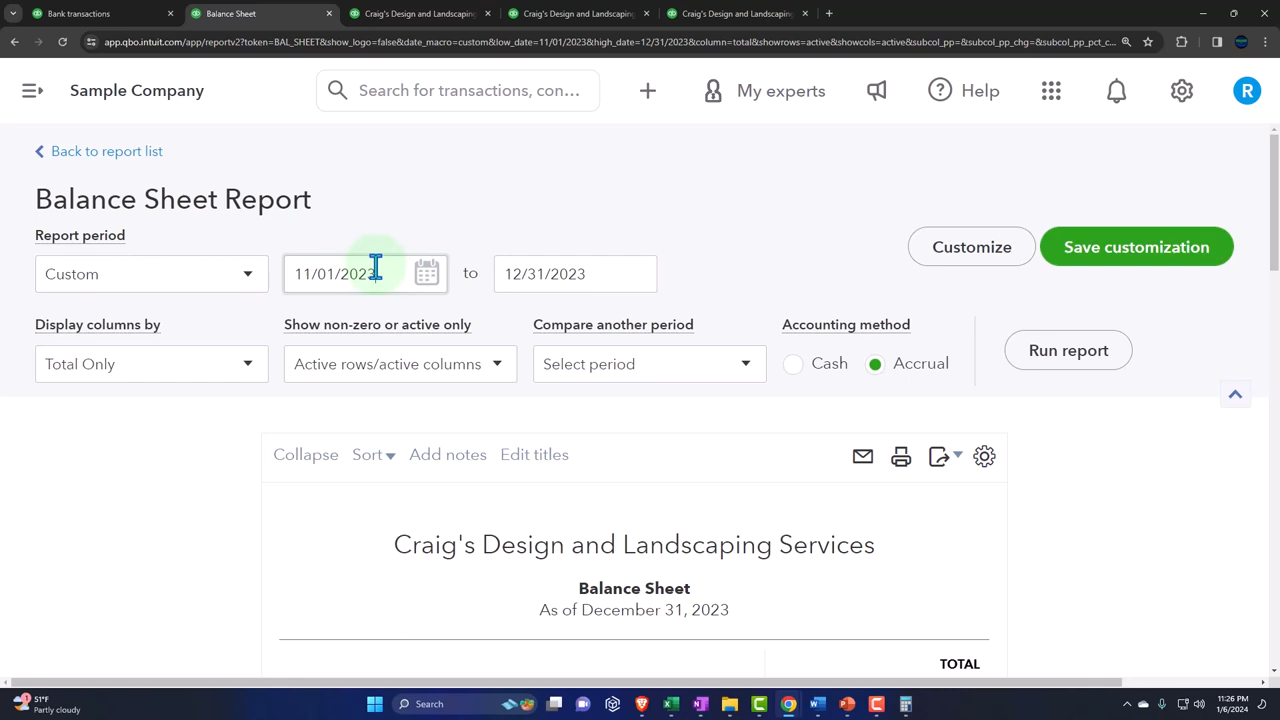 Bank transactions
Balance Sheet
Craig's Design and Landscaping
Craig's Design and Landscaping
Craig's Design and Landscaping
app.qbo.intuit.com/app/reportv2?token=BAL_SHEET&show_logo=false&date_macro=custom&low_date=11/01/2023&high_date=12/31/2023&column=total&showrows=active&showcols=active&subcol_pp=&subcol_pp_chg=&subcol_pp_pct_c...
Sample Company
Search for transactions, con...
My experts
Help
R
Back to report list
Balance Sheet Report
Report period
Customize
Save customization
Custom
11/01/2023
to
12/31/2023
Display columns by
Show non-zero or active only
Compare another period
Accounting method
Total Only
Active rows/active columns
Select period
Cash
Accrual
Run report
Collapse
Sort
Add notes
Edit titles
Craig's Design and Landscaping Services
Balance Sheet
As of December 31, 2023
TOTAL
51°F
Partly cloudy
Search
11:26 PM
1/6/2024